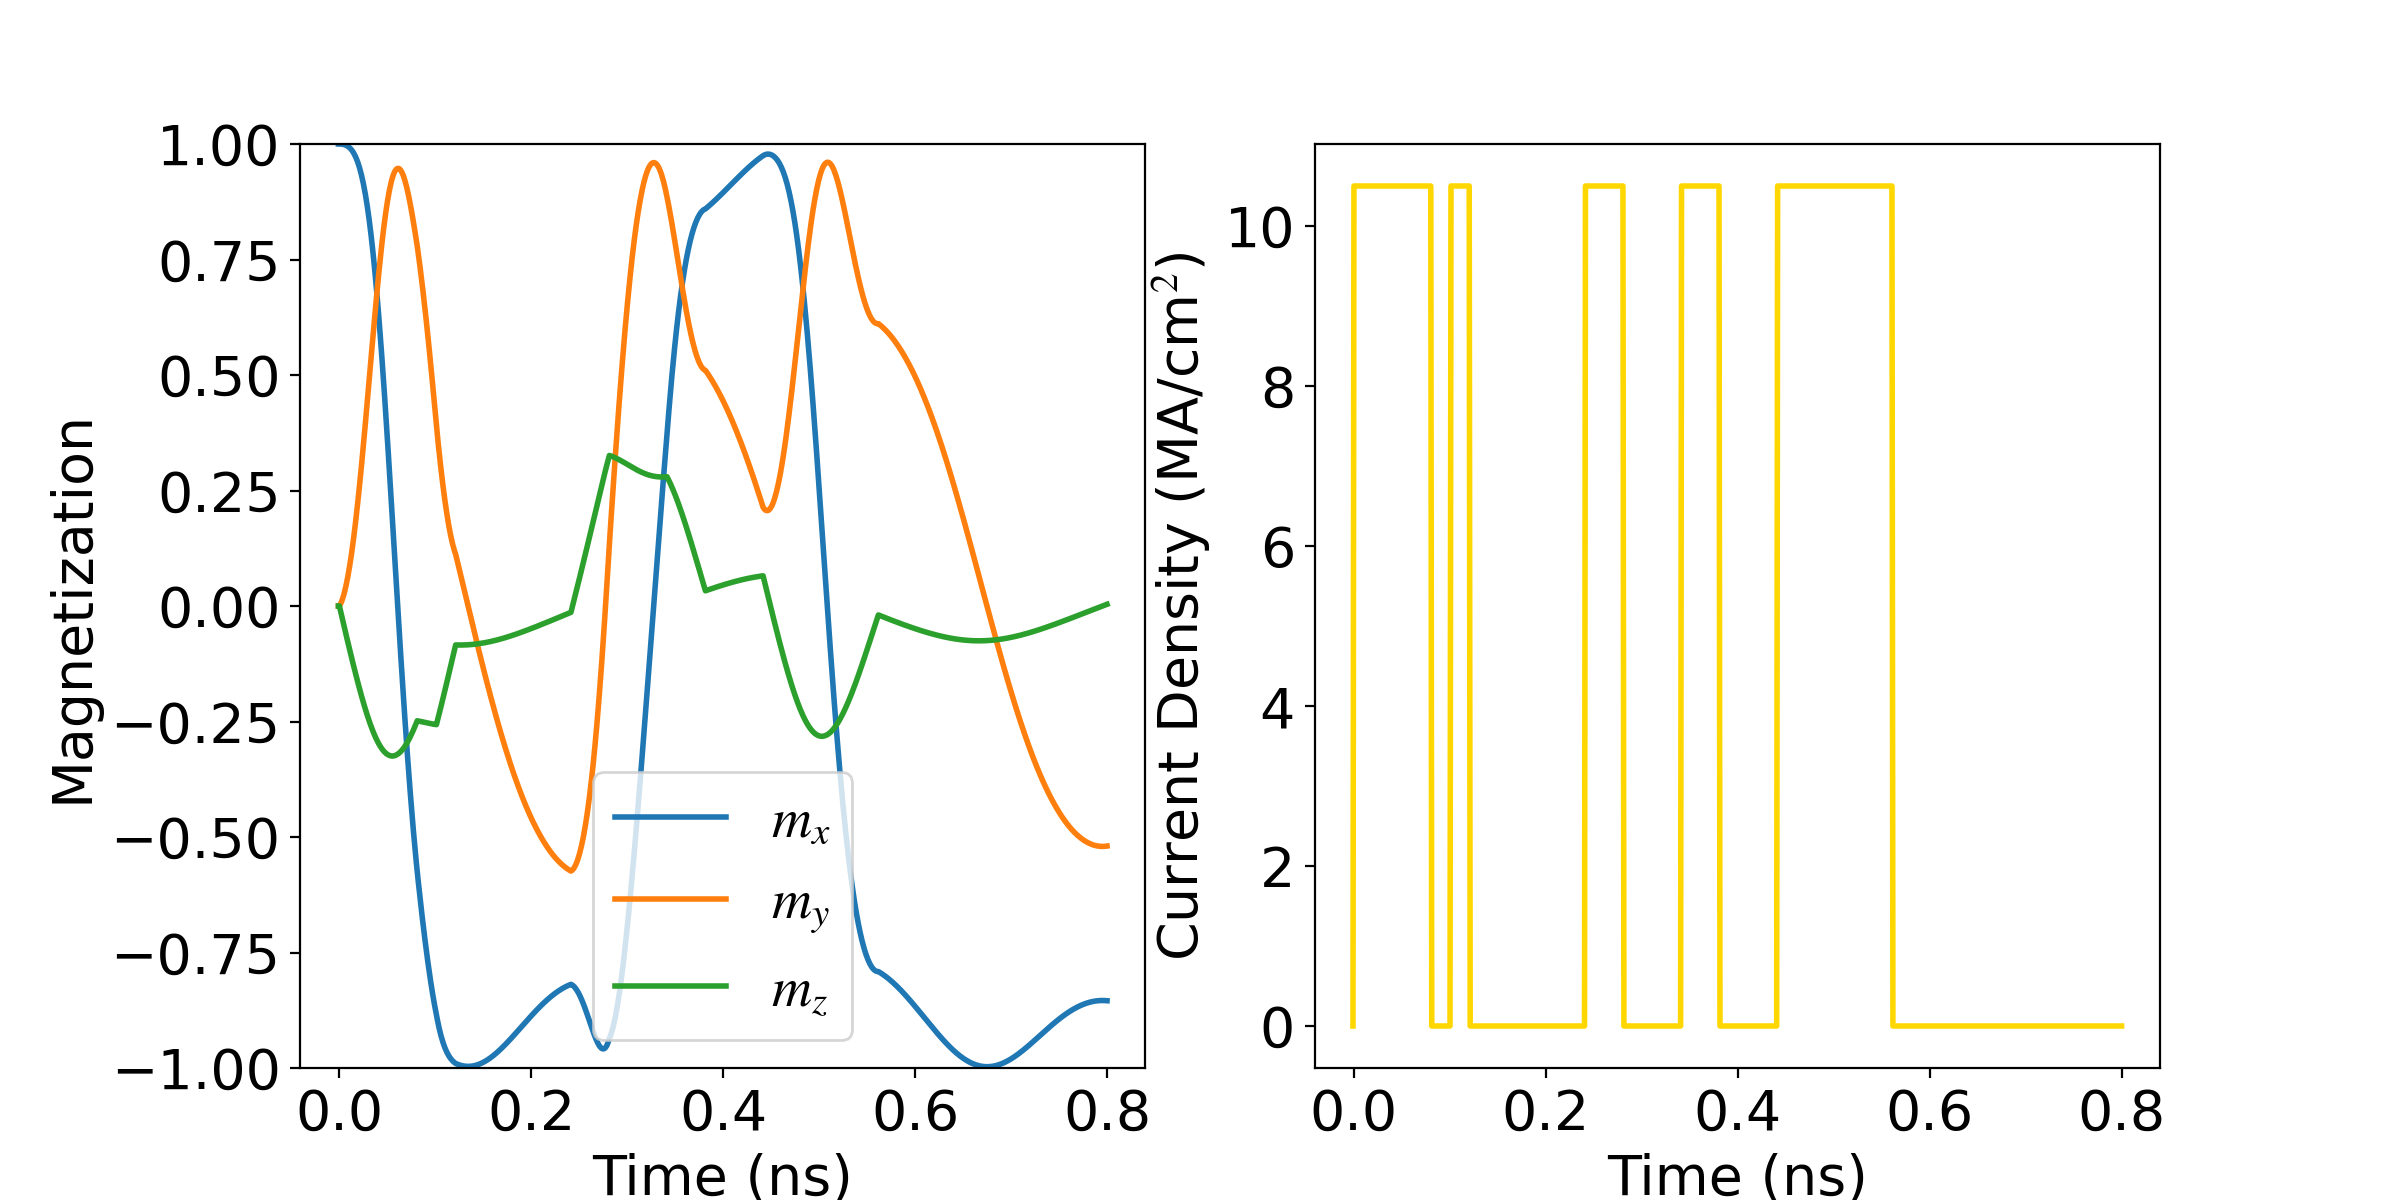 Magnetization
1.00
0.75
0.50
0.25
0.00
−0.25
−0.50
−0.75
−1.00
0.0 0.2 0.4 0.6 0.8
Time (ns)
m_x
m_y
m_z
Current Density (MA/cm²)
10
8
6
4
2
0
0.0 0.2 0.4 0.6 0.8
Time (ns)